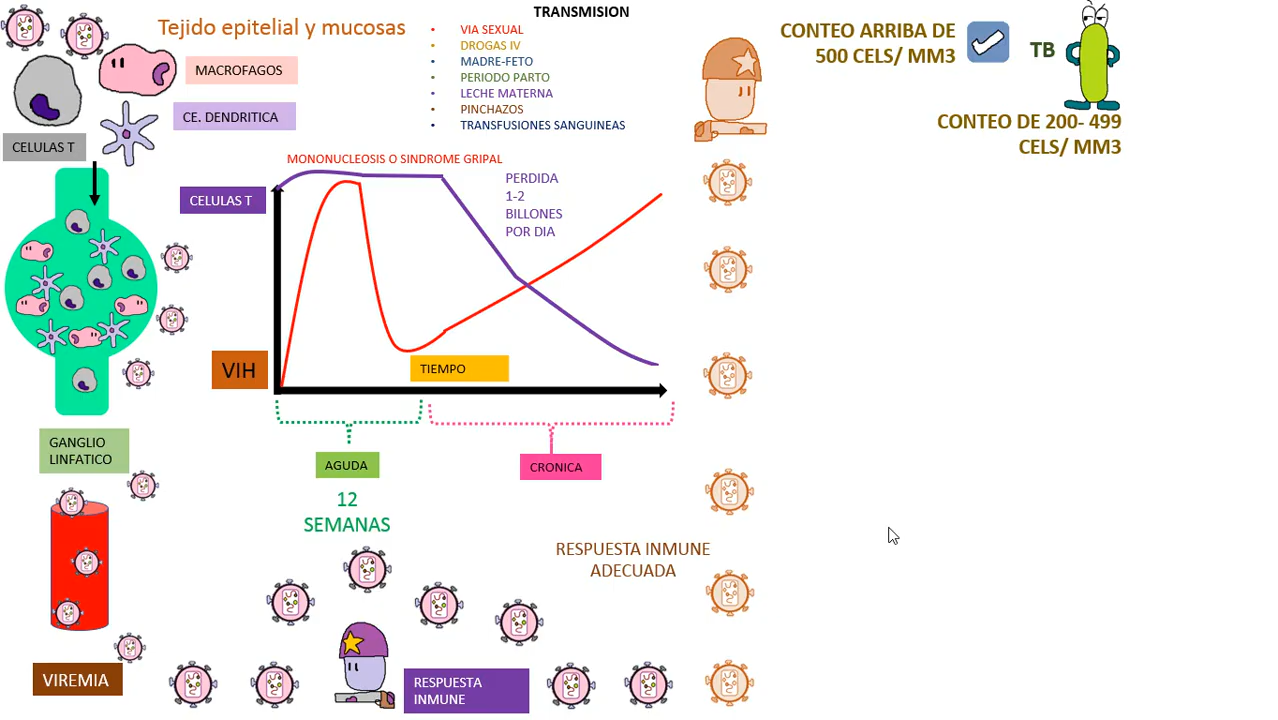 Tejido epitelial y mucosas
MACROFAGOS
CE. DENDRITICA
CELULAS T
TRANSMISION
VIA SEXUAL
DROGAS IV
MADRE-FETO
PERIODO PARTO
LECHE MATERNA
PINCHAZOS
TRANSFUSIONES SANGUINEAS
CONTEO ARRIBA DE
500 CELS/ MM3
TB
CONTEO DE 200- 499
CELS/ MM3
MONONUCLEOSIS O SINDROME GRIPAL
CELULAS T
PERDIDA
1-2
BILLONES
POR DIA
VIH
TIEMPO
GANGLIO
LINFATICO
AGUDA
CRONICA
12
SEMANAS
RESPUESTA INMUNE
ADECUADA
VIREMIA
RESPUESTA
INMUNE